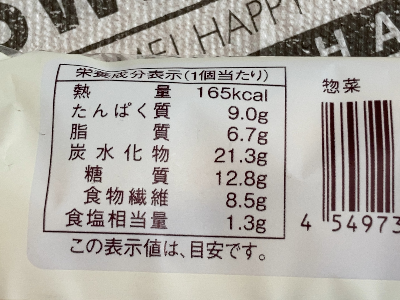 MEL HAPPY
HA
栄養成分表示(1個当たり)
熱量 165kcal
たんぱく質 9.0g
脂質 6.7g
炭水化物 21.3g
糖質 12.8g
食物繊維 8.5g
食塩相当量 1.3g
この表示値は、目安です。
惣菜
4 54973